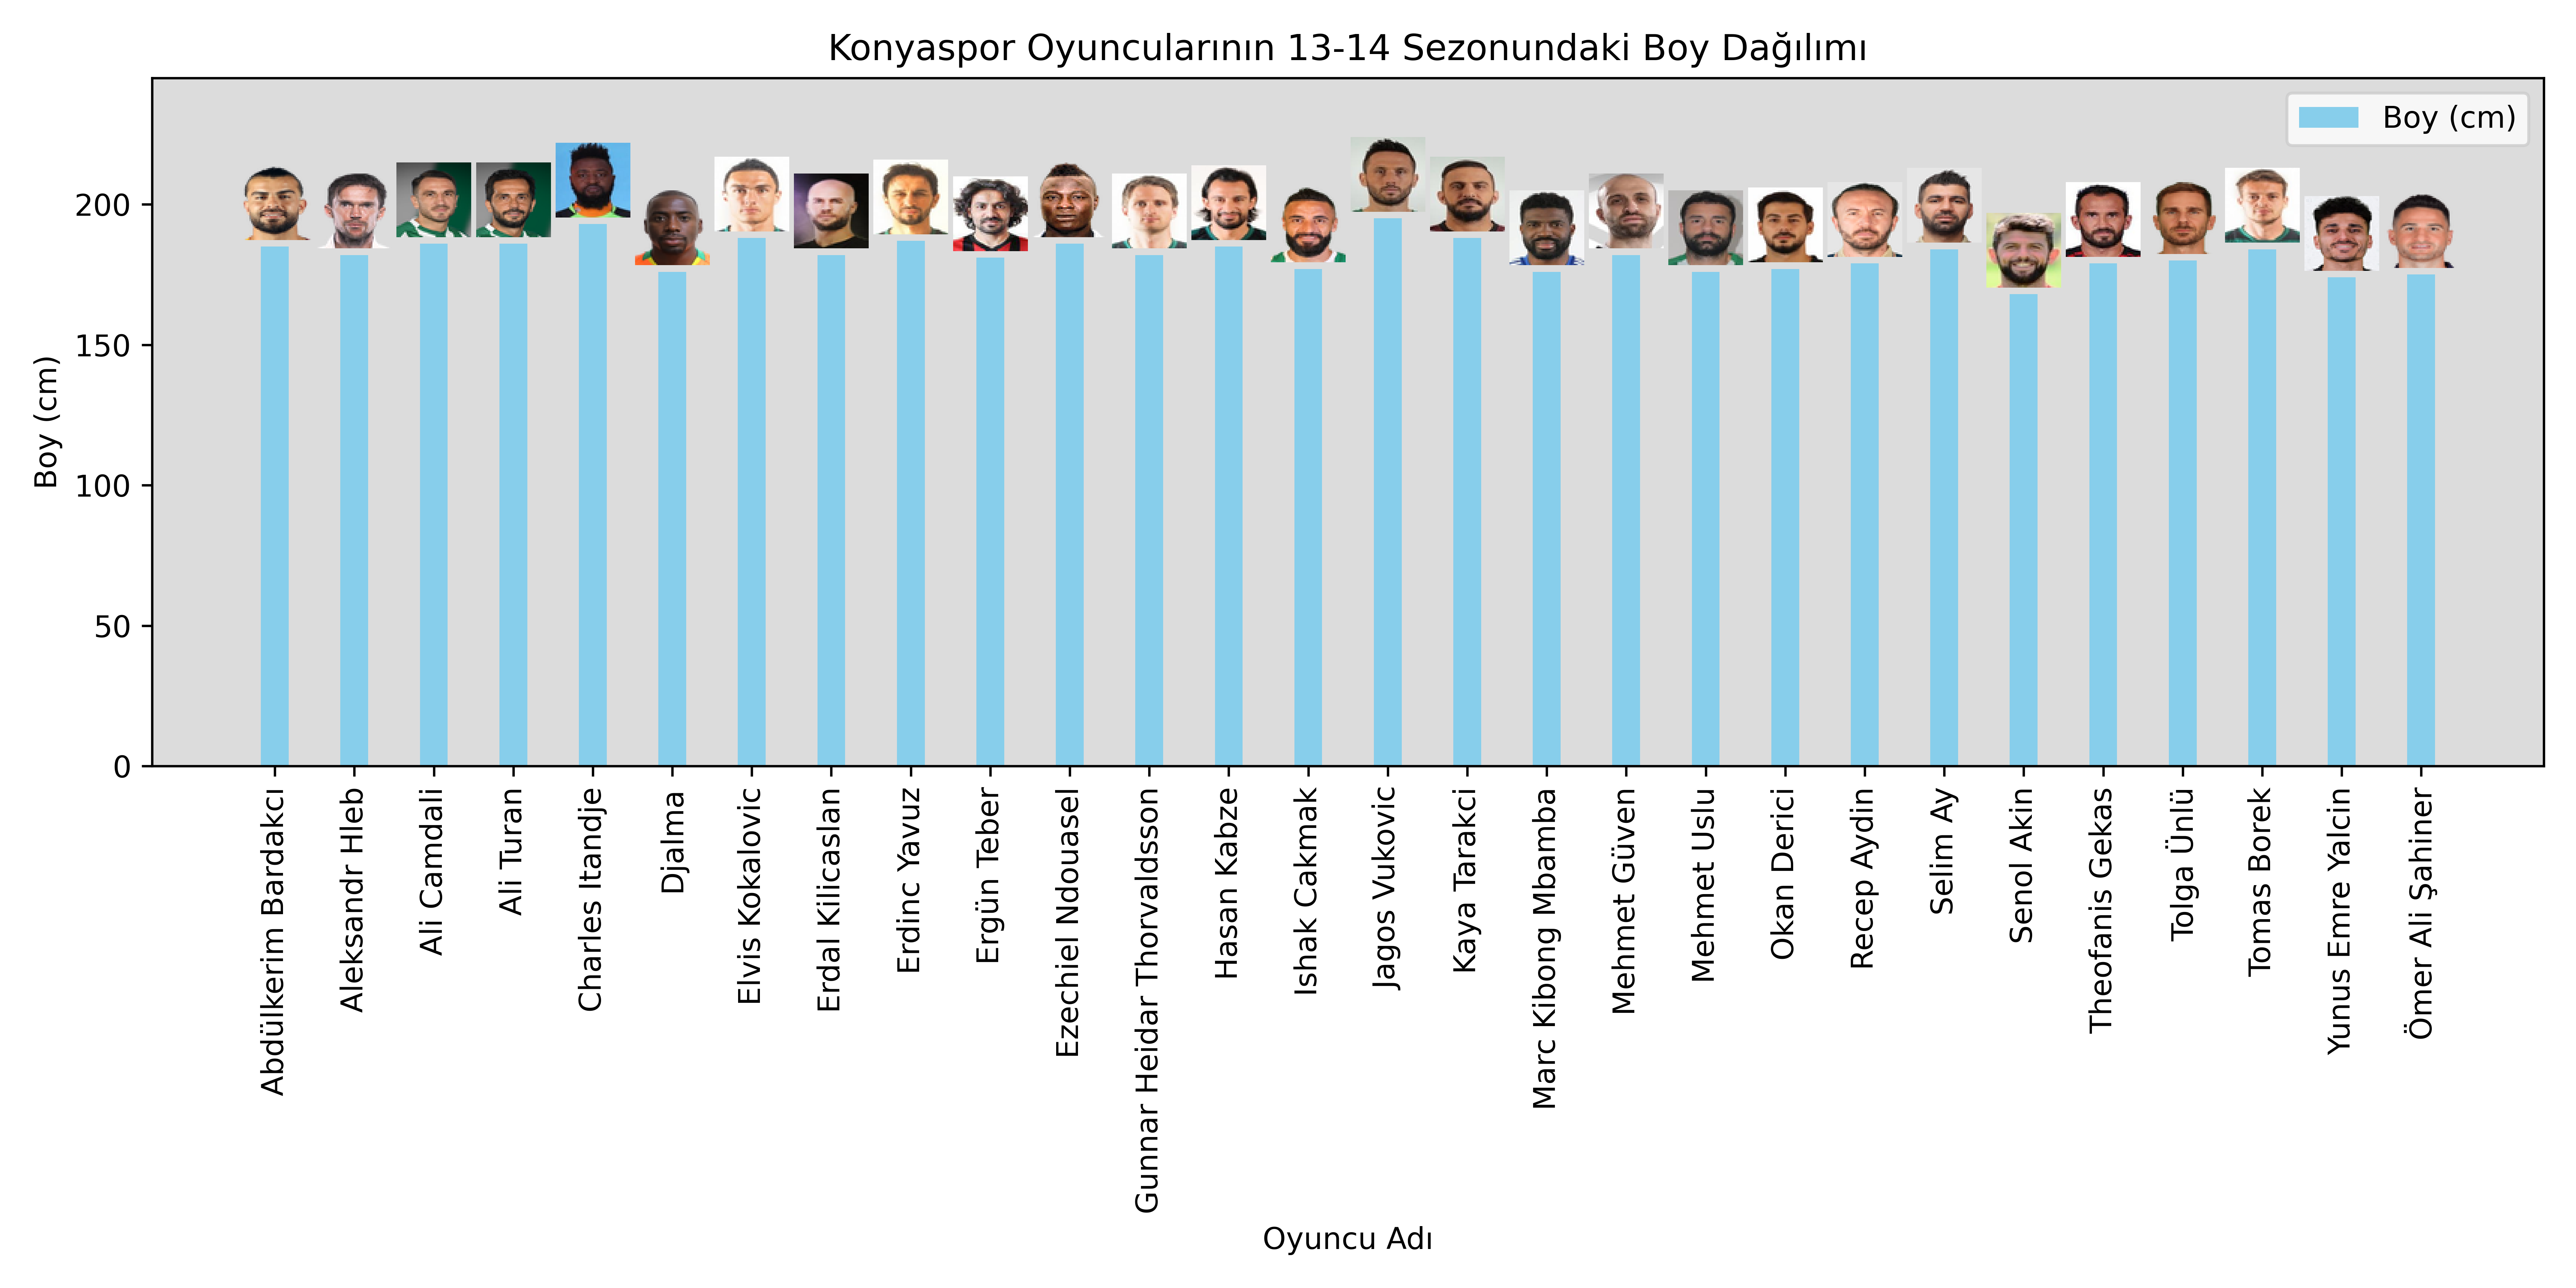 Konyaspor Oyuncularının 13-14 Sezonundaki Boy Dağılımı
Boy (cm)
Boy (cm)
200
150
100
50
0
Abdülkerim Bardakcı
Aleksandr Hleb
Ali Camdali
Ali Turan
Charles Itandje
Djalma
Elvis Kokalovic
Erdal Kilicaslan
Erdinc Yavuz
Ergün Teber
Ezechiel Ndouasel
Gunnar Heidar Thorvaldsson
Hasan Kabze
Ishak Cakmak
Jagos Vukovic
Kaya Tarakci
Marc Kibong Mbamba
Mehmet Güven
Mehmet Uslu
Okan Derici
Recep Aydin
Selim Ay
Senol Akin
Theofanis Gekas
Tolga Ünlü
Tomas Borek
Yunus Emre Yalcin
Ömer Ali Şahiner
Oyuncu Adı